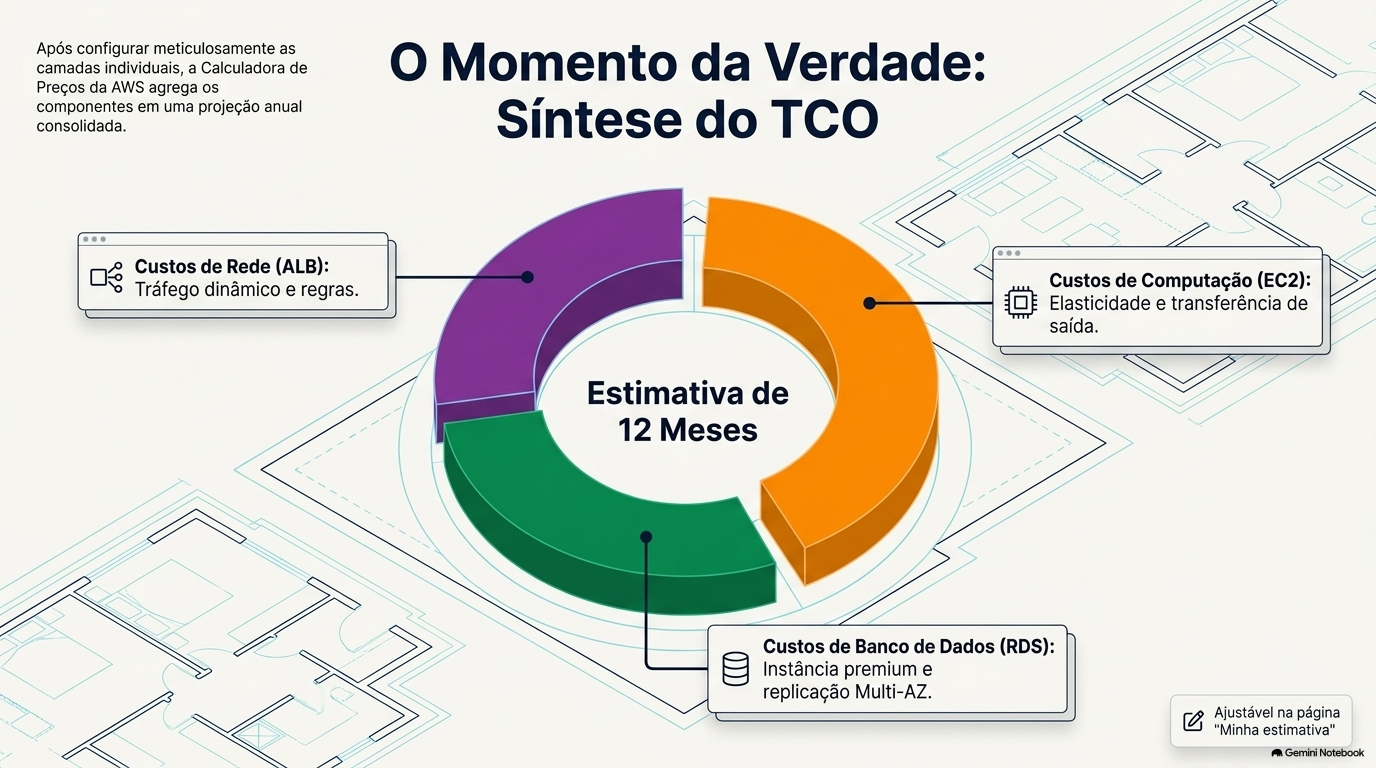 Após configurar meticulosamente as
camadas individuais, a Calculadora de
Preços da AWS agrega os
componentes em uma projeção anual
consolidada.
O Momento da Verdade:
Síntese do TCO
Custos de Rede (ALB):
Tráfego dinâmico e regras.
Custos de Computação (EC2):
Elasticidade e transferência de
saída.
Estimativa de
12 Meses
Custos de Banco de Dados (RDS):
Instância premium e
replicação Multi-AZ.
Ajustável na página
"Minha estimativa"
Gemini Notebook